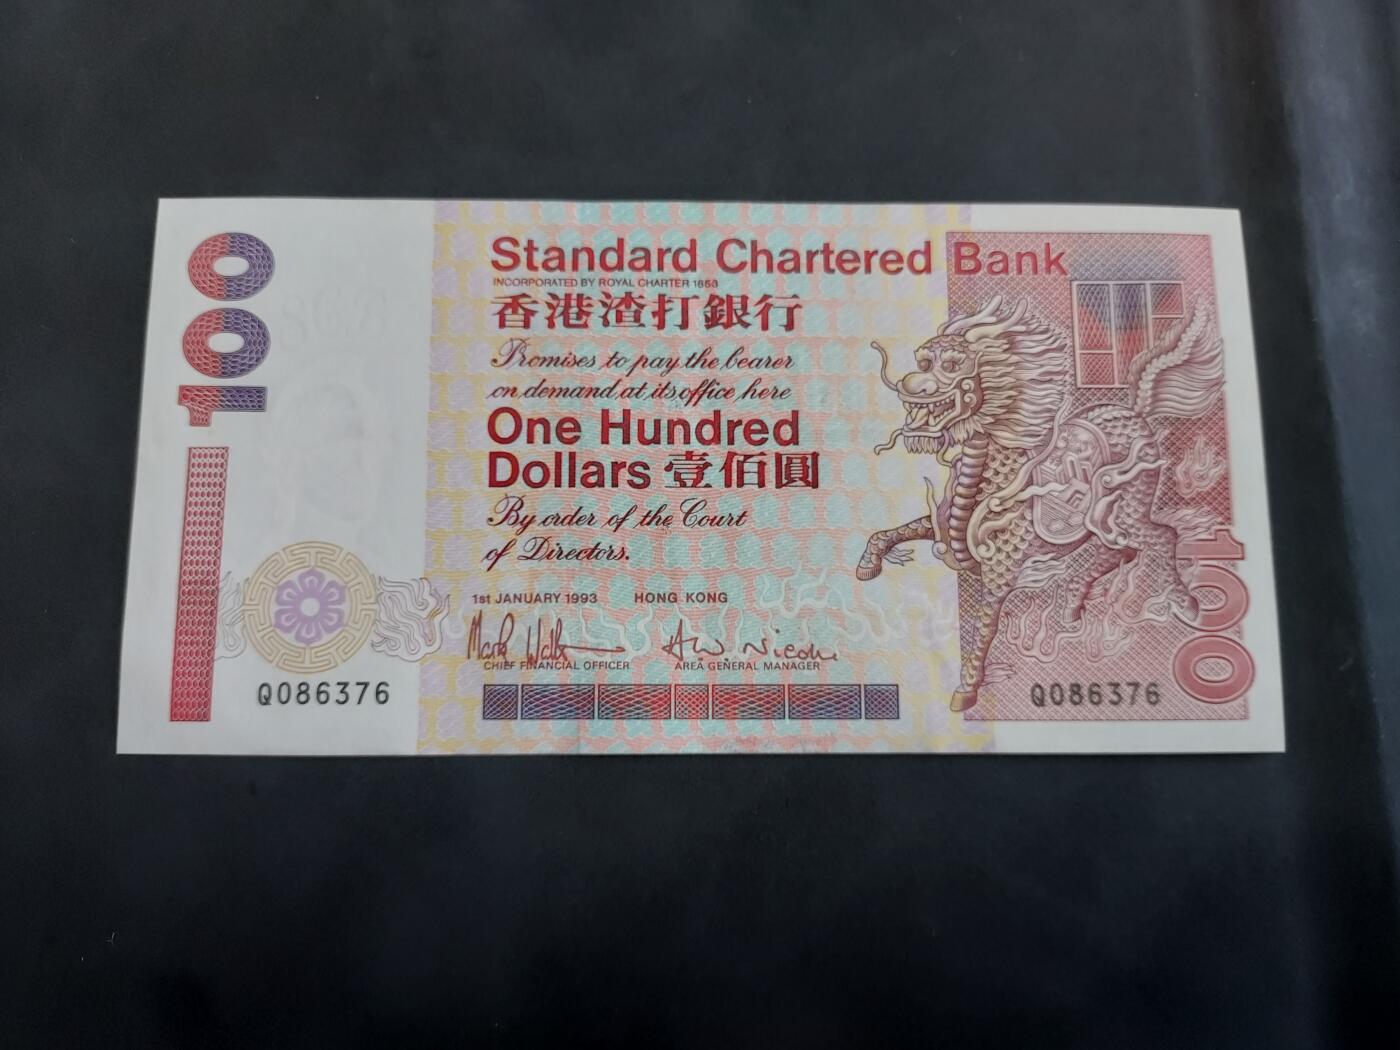 100
Standard Chartered Bank
INCORPORATED BY ROYAL CHARTER 1853
香港渣打銀行
Promises to pay the bearer
on demand at its office here
One Hundred
Dollars 壹佰圓
By order of the Court
of Directors.
1st JANUARY 1993 HONG KONG
CHIEF FINANCIAL OFFICER AREA GENERAL MANAGER
Q086376 Q086376
100